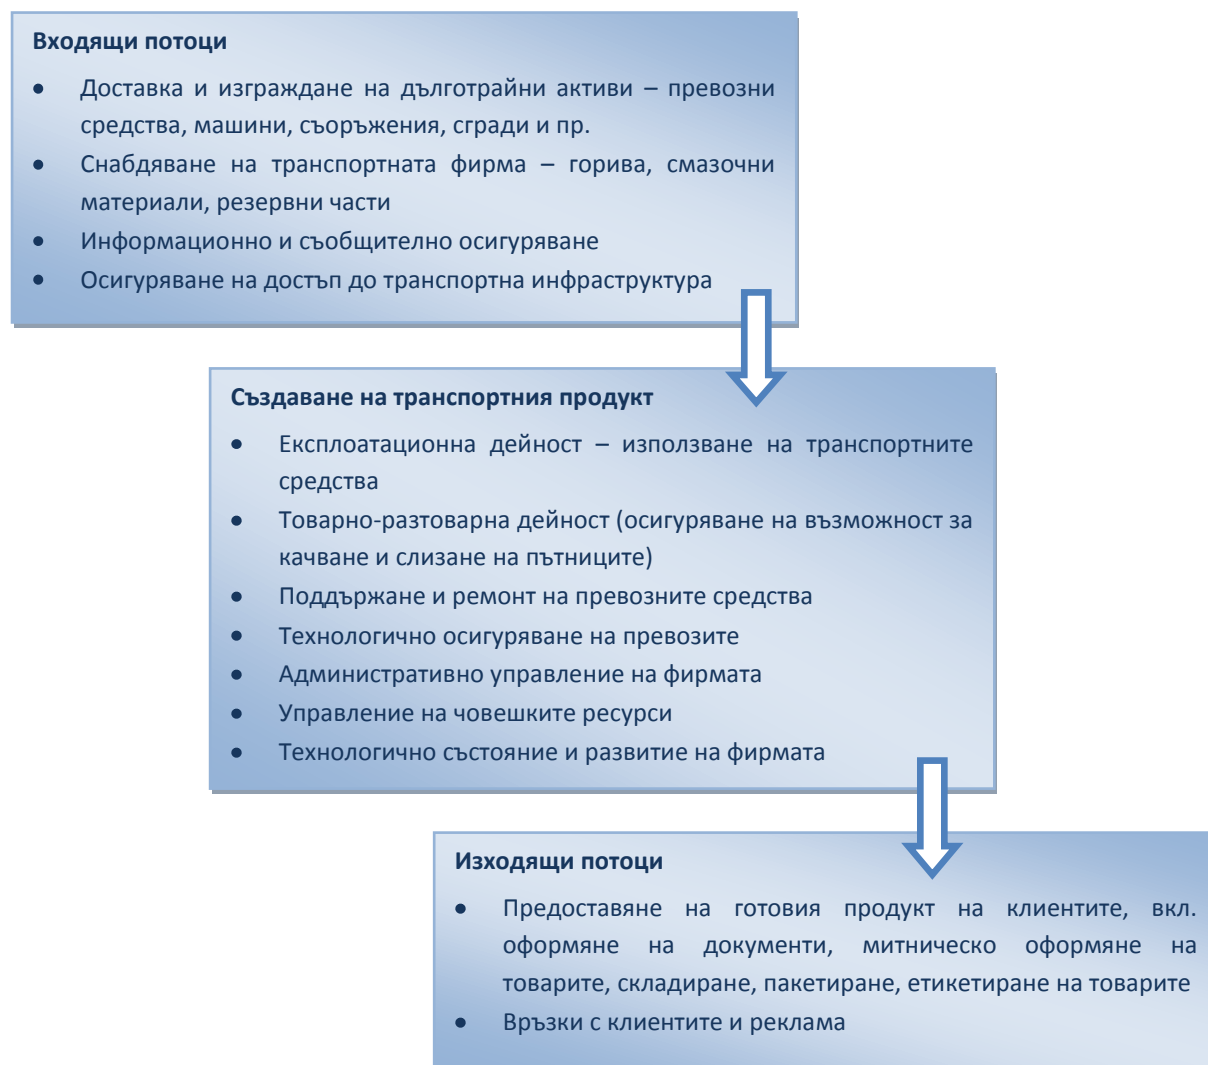 Входящи потоци
• Доставка и изграждане на дълготрайни активи – превозни
средства, машини, съоръжения, сгради и пр.
• Снабдяване на транспортната фирма – горива, смазочни
материали, резервни части
• Информационно и съобщително осигуряване
• Осигуряване на достъп до транспортна инфраструктура
Създаване на транспортния продукт
• Експлоатационна дейност – използване на транспортните
средства
• Товарно-разтоварна дейност (осигуряване на възможност за
качване и слизане на пътниците)
• Поддържане и ремонт на превозните средства
• Технологично осигуряване на превозите
• Административно управление на фирмата
• Управление на човешките ресурси
• Технологично състояние и развитие на фирмата
Изходящи потоци
• Предоставяне на готовия продукт на клиентите, вкл.
оформяне на документи, митническо оформяне на
товарите, складиране, пакетиране, етикетиране на товарите
• Връзки с клиентите и реклама